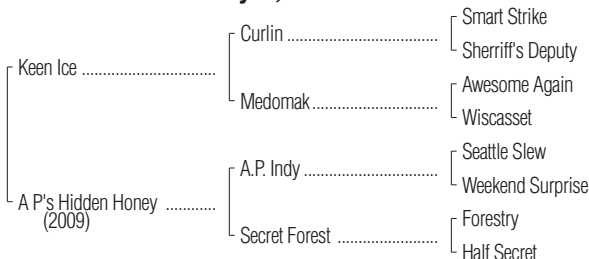 Smart Strike
Curlin
Sherriff's Deputy
Keen Ice
Awesome Again
Medomak
Wiscasset
Seattle Slew
A.P. Indy
Weekend Surprise
A P's Hidden Honey
(2009)
Forestry
Secret Forest
Half Secret